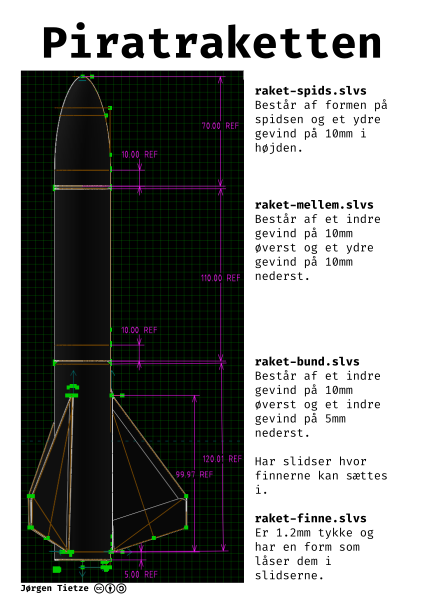 Piratraketten
raket-spids.slvs
Består af formen på
spidsen og et ydre
gevind på 10mm i
højden.
70.00 REF
10.00 REF
raket-mellem.slvs
Består af et indre
gevind på 10mm
øverst og et ydre
gevind på 10mm
nederst.
110.00 REF
10.00 REF
raket-bund.slvs
Består af et indre
gevind på 10mm
øverst og et indre
gevind på 5mm
nederst.
Har slidser hvor
finnerne kan sættes
i.
120.01 REF
99.97 REF
raket-finne.slvs
Er 1.2mm tykke og
har en form som
låser dem i
slidserne.
5.00 REF
Jørgen Tietze